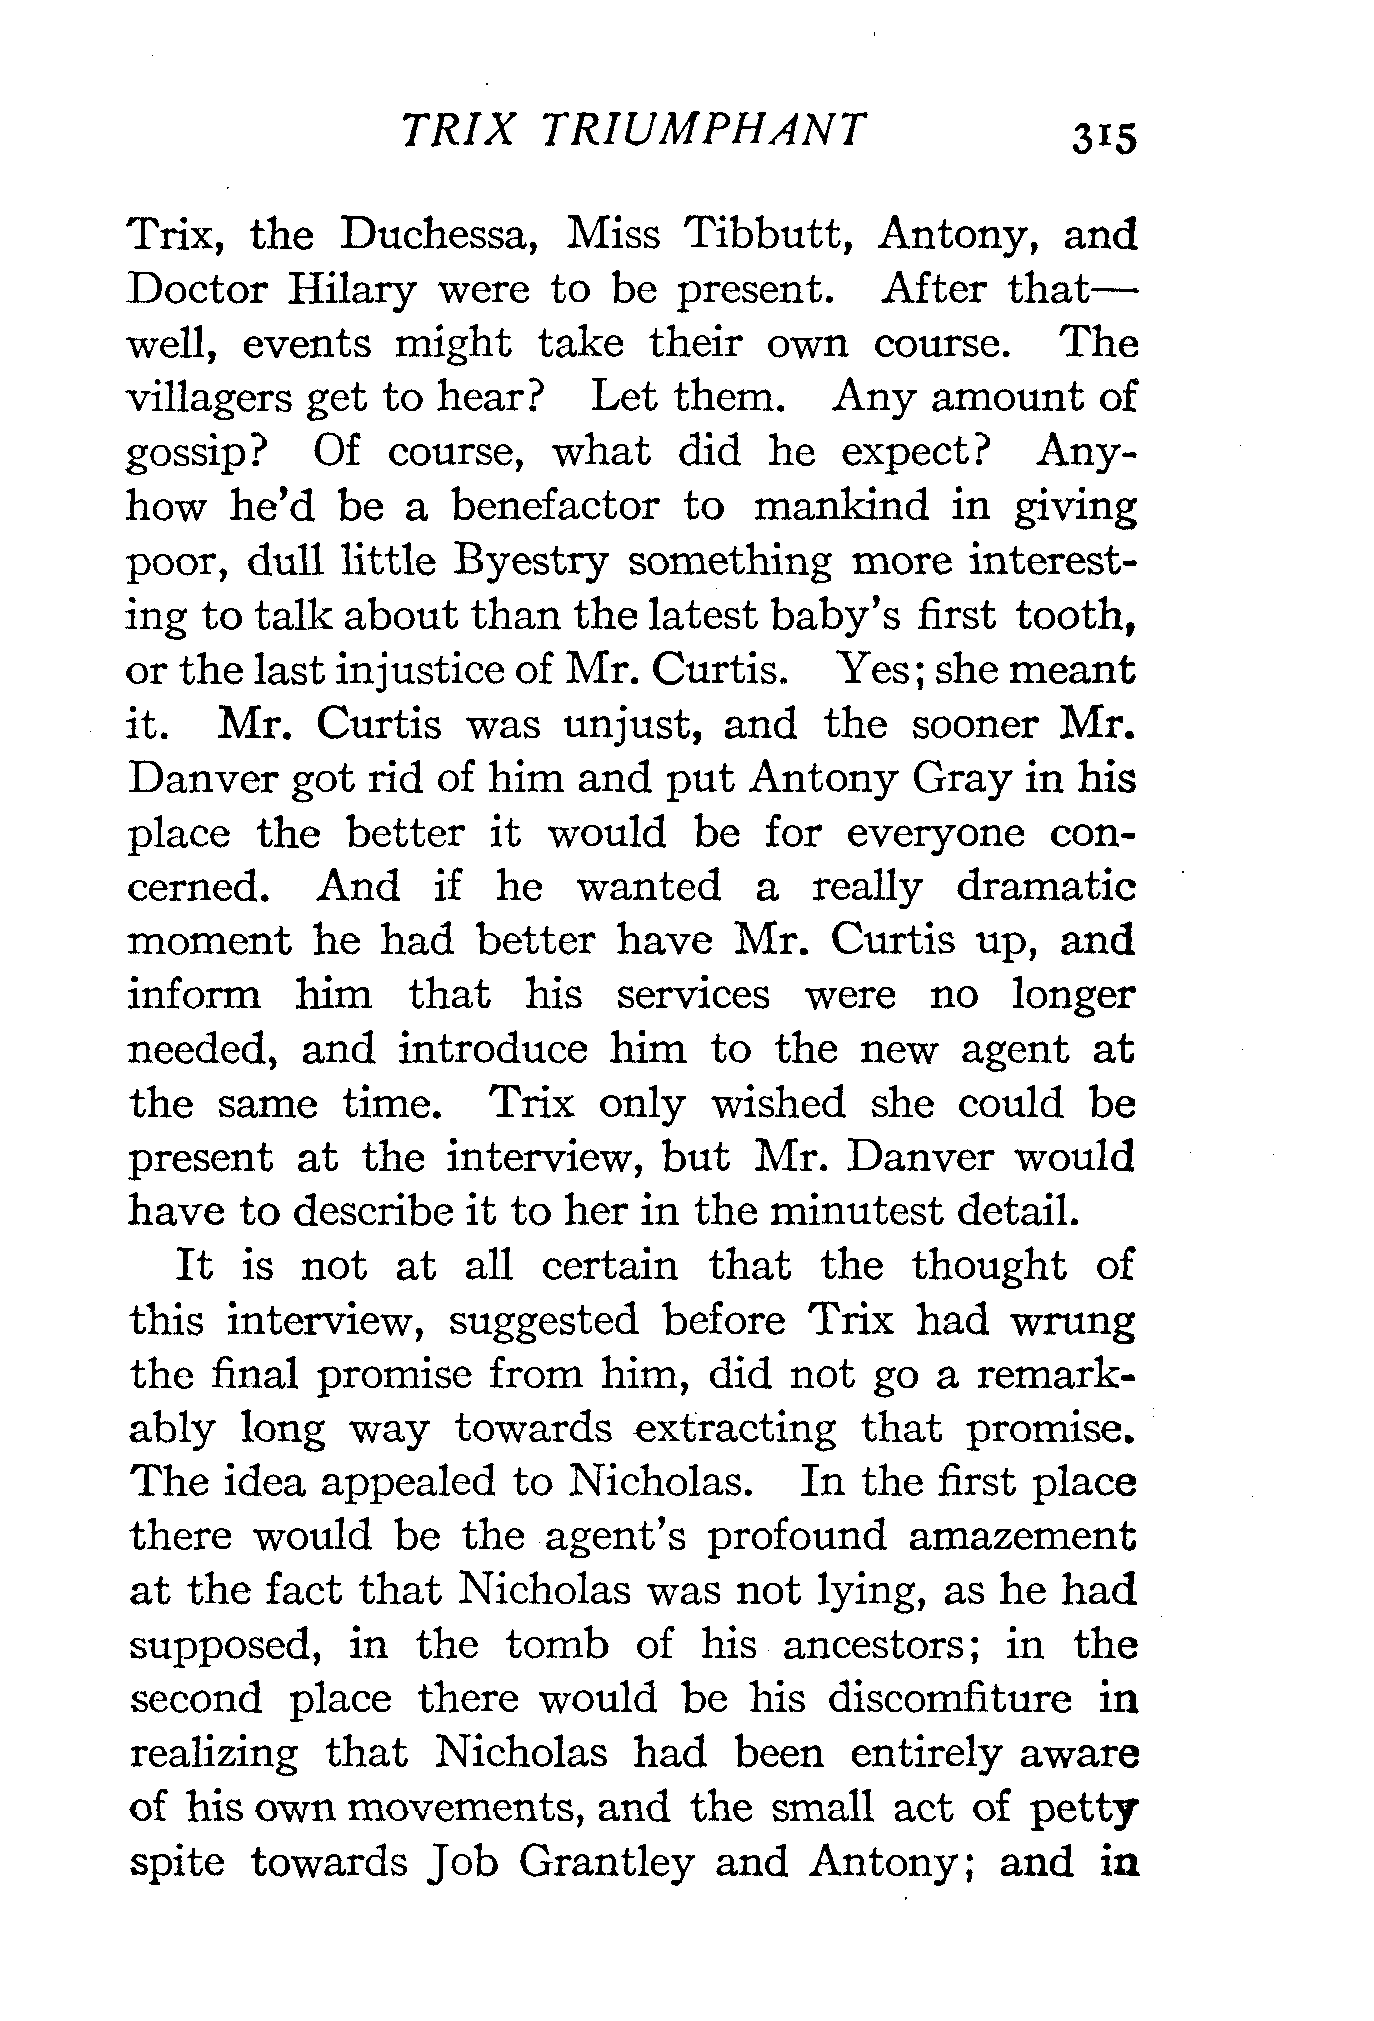 TRIX TRIUMPHANT 315
Trix, the Duchessa, Miss Tibbutt, Antony, and
Doctor Hilary were to be present. After that—
well, events might take their own course. The
villagers get to hear? Let them. Any amount of
gossip? Of course, what did he expect? Any-
how he'd be a benefactor to mankind in giving
poor, dull little Byestry something more interest-
ing to talk about than the latest baby's first tooth,
or the last injustice of Mr. Curtis. Yes; she meant
it. Mr. Curtis was unjust, and the sooner Mr.
Danver got rid of him and put Antony Gray in his
place the better it would be for everyone con-
cerned. And if he wanted a really dramatic
moment he had better have Mr. Curtis up, and
inform him that his services were no longer
needed, and introduce him to the new agent at
the same time. Trix only wished she could be
present at the interview, but Mr. Danver would
have to describe it to her in the minutest detail.
It is not at all certain that the thought of
this interview, suggested before Trix had wrung
the final promise from him, did not go a remark-
ably long way towards extracting that promise.
The idea appealed to Nicholas. In the first place
there would be the agent's profound amazement
at the fact that Nicholas was not lying, as he had
supposed, in the tomb of his ancestors; in the
second place there would be his discomfiture in
realizing that Nicholas had been entirely aware
of his own movements, and the small act of petty
spite towards Job Grantley and Antony; and in